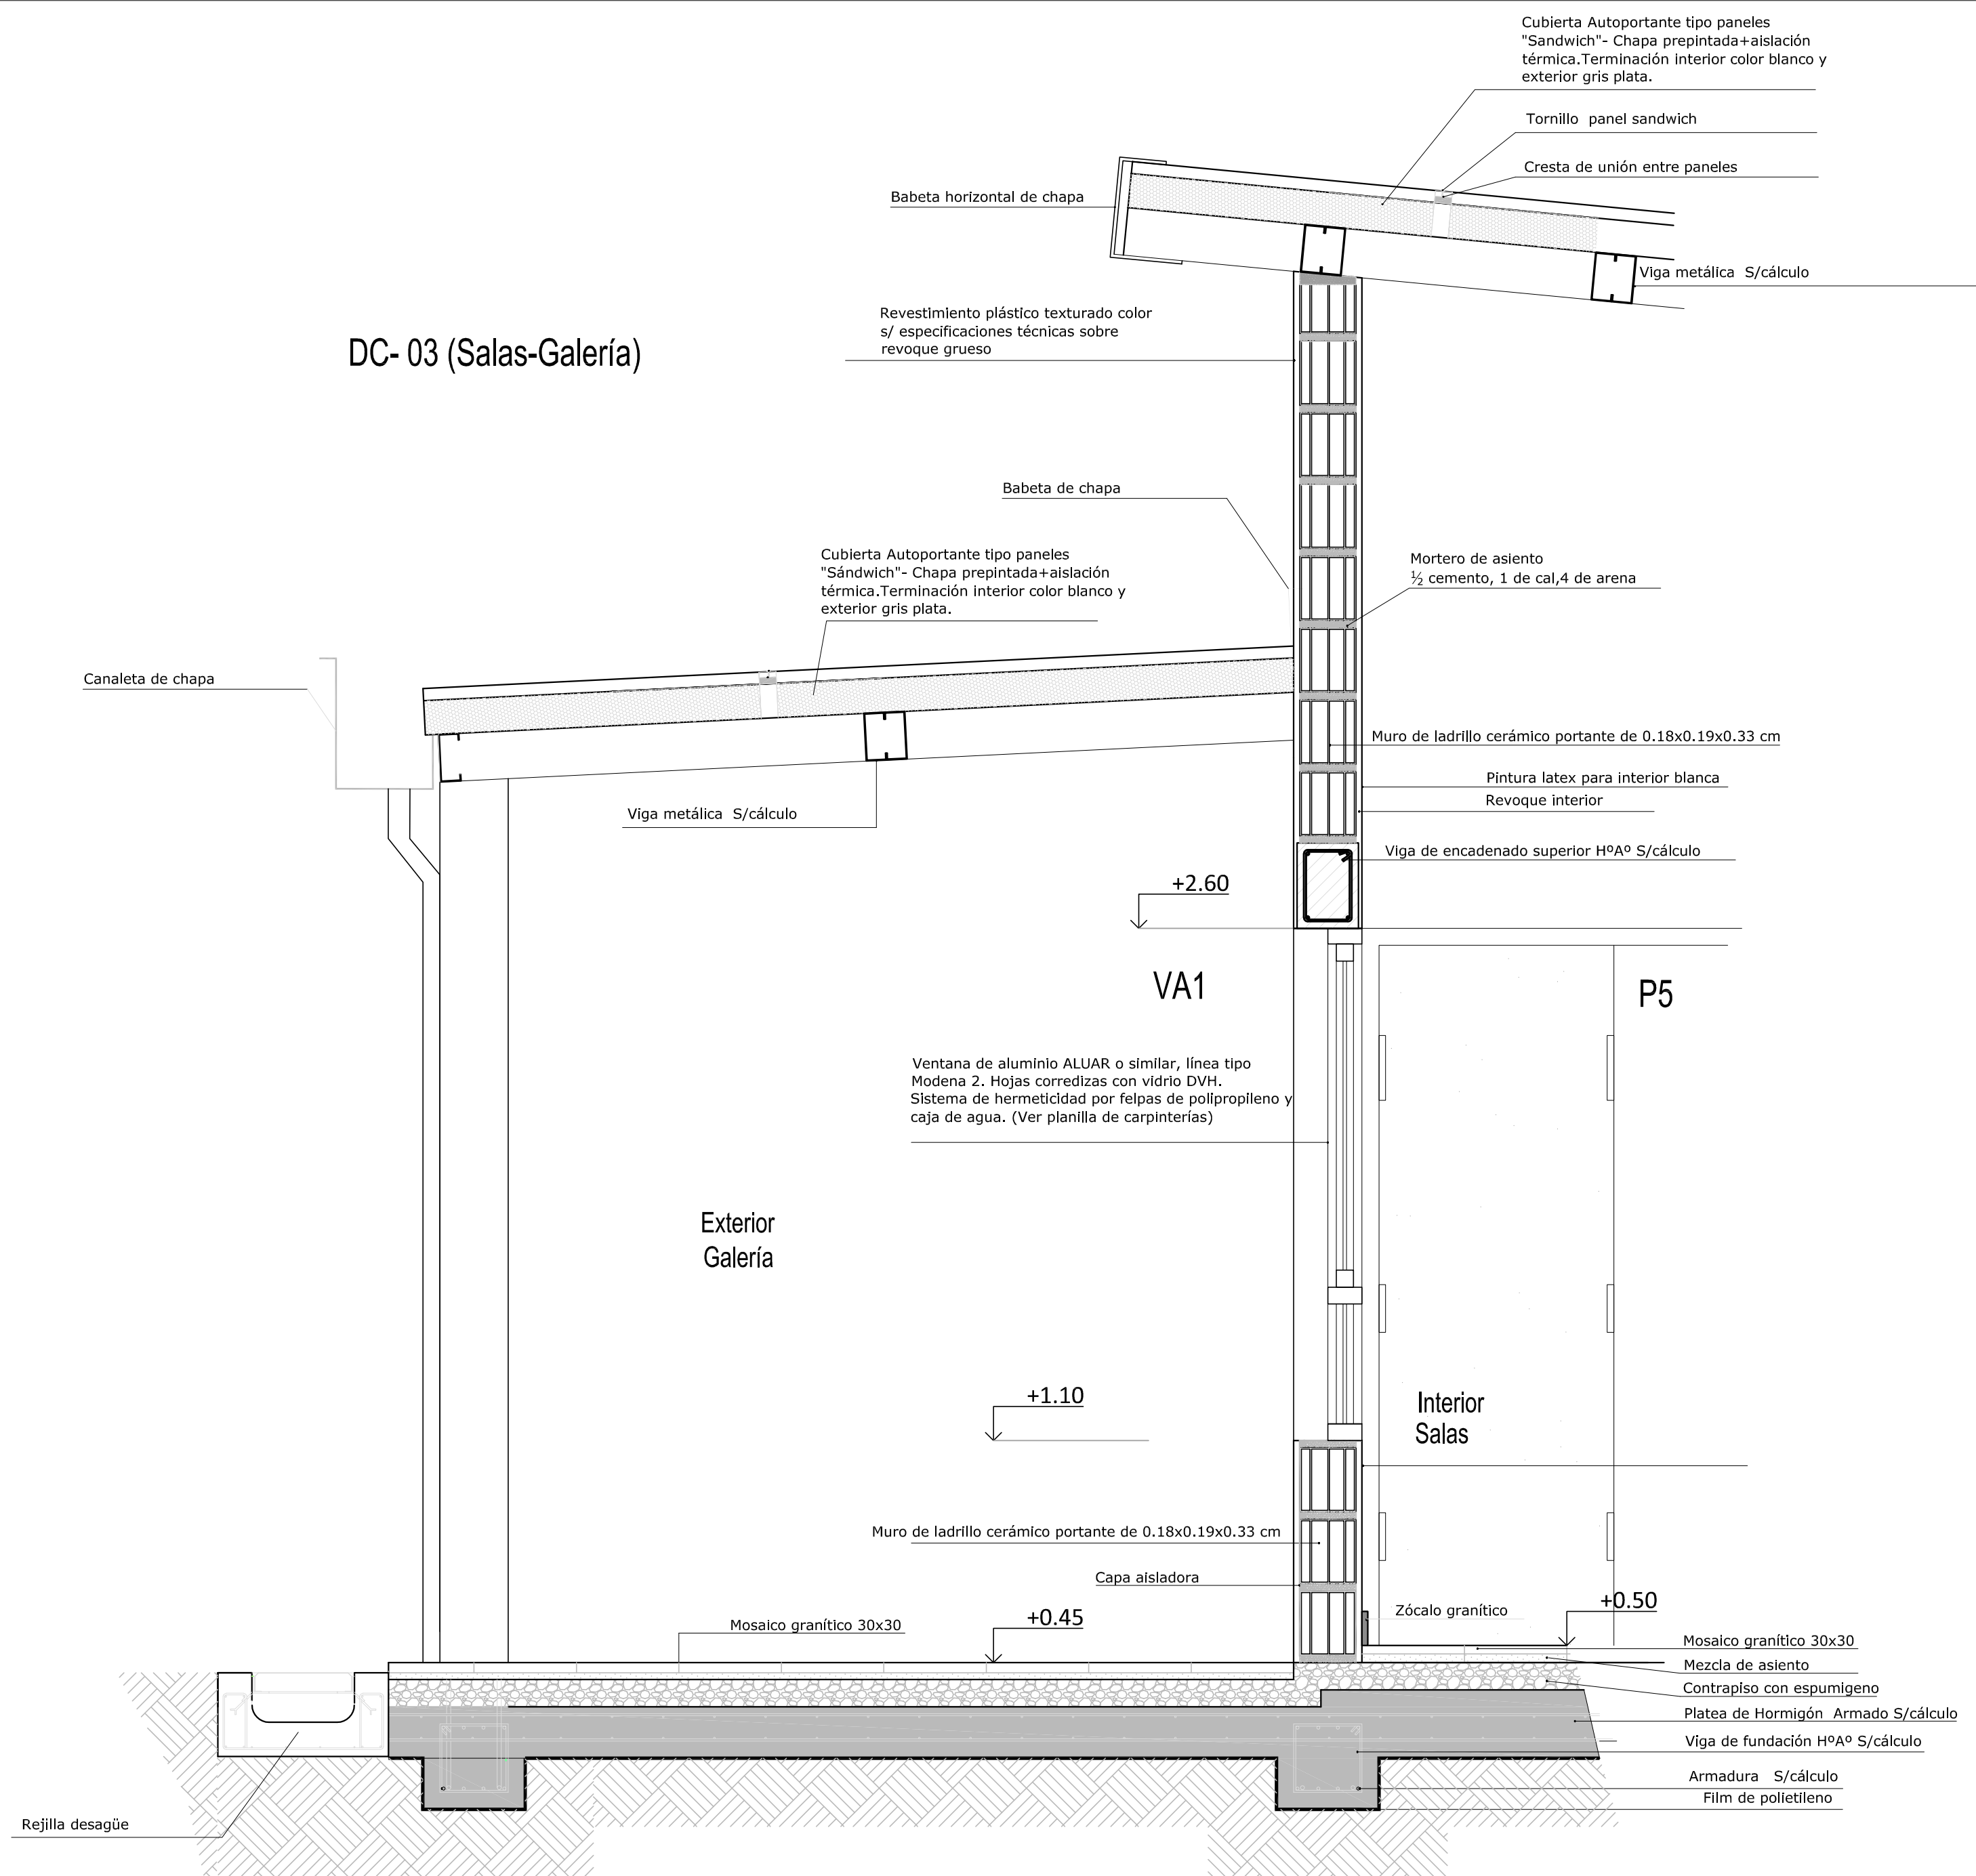 Cubierta Autoportante tipo paneles
"Sandwich"- Chapa prepintada+aislación
térmica.Terminación interior color blanco y
exterior gris plata.
Tornillo panel sandwich
Cresta de unión entre paneles
Babeta horizontal de chapa
Viga metálica S/cálculo
Revestimiento plástico texturado color
s/ especificaciones técnicas sobre
revoque grueso
DC- 03 (Salas-Galería)
Babeta de chapa
Cubierta Autoportante tipo paneles
"Sándwich"- Chapa prepintada+aislación
térmica.Terminación interior color blanco y
exterior gris plata.
Mortero de asiento
½ cemento, 1 de cal,4 de arena
Canaleta de chapa
Muro de ladrillo cerámico portante de 0.18x0.19x0.33 cm
Pintura latex para interior blanca
Revoque interior
Viga metálica S/cálculo
Viga de encadenado superior HºAº S/cálculo
+2.60
VA1
P5
Ventana de aluminio ALUAR o similar, línea tipo
Modena 2. Hojas corredizas con vidrio DVH.
Sistema de hermeticidad por felpas de polipropileno y
caja de agua. (Ver planilla de carpinterías)
Exterior
Galería
+1.10
Interior
Salas
Muro de ladrillo cerámico portante de 0.18x0.19x0.33 cm
Capa aisladora
+0.50
Zócalo granítico
+0.45
Mosaico granítico 30x30
Mosaico granítico 30x30
Mezcla de asiento
Contrapiso con espumigeno
Platea de Hormigón Armado S/cálculo
Viga de fundación HºAº S/cálculo
Armadura S/cálculo
Film de polietileno
Rejilla desagüe